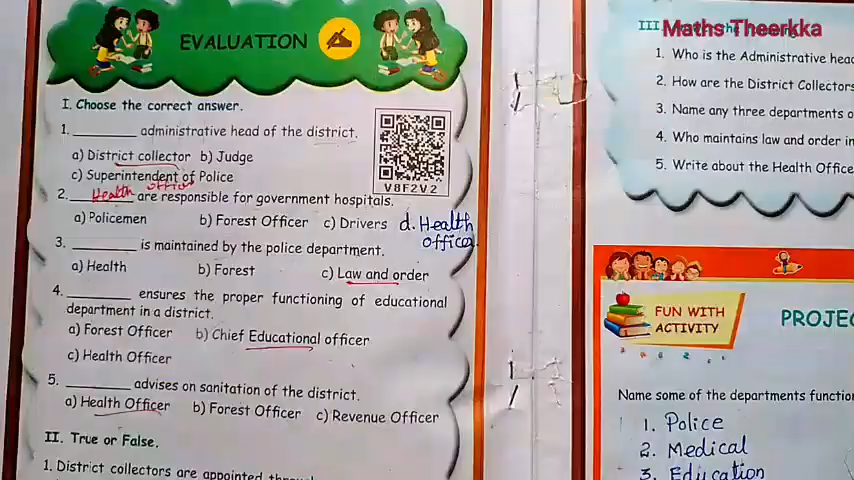 EVALUATION
I. Choose the correct answer.
1. ________ administrative head of the district.
a) District collector b) Judge
c) Superintendent of Police
V8F2V2
Health officer
2. ________ are responsible for government hospitals.
a) Policemen b) Forest Officer c) Drivers d. Health officer.
3. ________ is maintained by the police department.
a) Health b) Forest c) Law and order
4. ________ ensures the proper functioning of educational
department in a district.
a) Forest Officer b) Chief Educational officer
c) Health Officer
5. ________ advises on sanitation of the district.
a) Health Officer b) Forest Officer c) Revenue Officer
II. True or False.
1. District collectors are appointed
III
Maths Theerkka
1. Who is the Administrative head
2. How are the District Collectors
3. Name any three departments
4. Who maintains law and order in
5. Write about the Health Office
FUN WITH
ACTIVITY
PROJEC
Name some of the departments function
1. Police
2. Medical
3. Education